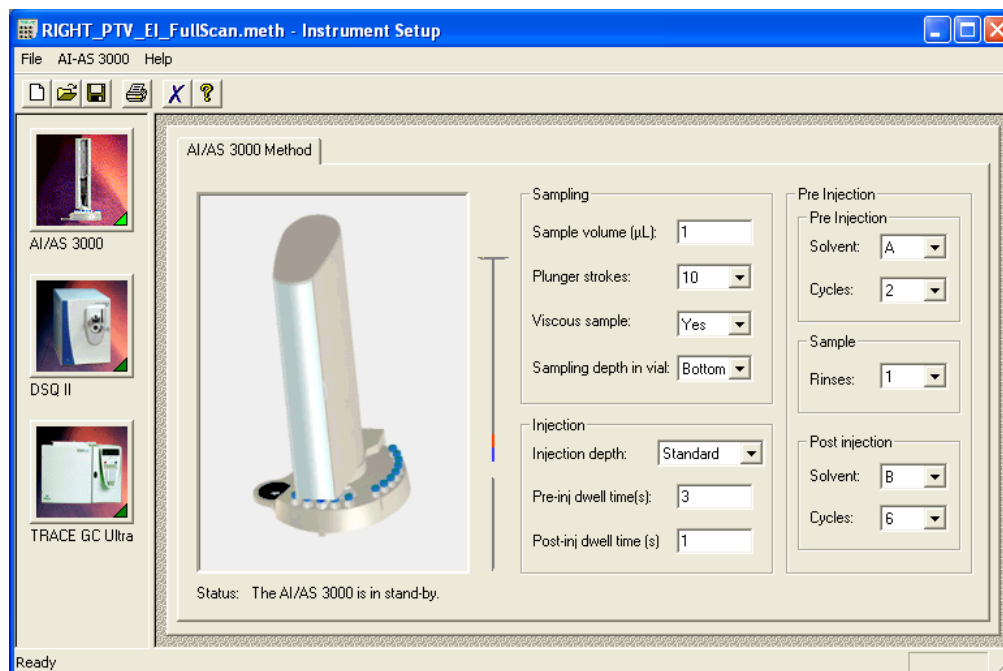 RIGHT_PTV_EI_FullScan.meth - Instrument Setup
File AI-AS 3000 Help
AI/AS 3000
DSQ II
TRACE GC Ultra
AI/AS 3000 Method
Status: The AI/AS 3000 is in stand-by.
Sampling
Sample volume (µL): 1
Plunger strokes: 10
Viscous sample: Yes
Sampling depth in vial: Bottom
Injection
Injection depth: Standard
Pre-inj dwell time(s): 3
Post-inj dwell time (s) 1
Pre Injection
Pre Injection
Solvent: A
Cycles: 2
Sample
Rinses: 1
Post injection
Solvent: B
Cycles: 6
Ready